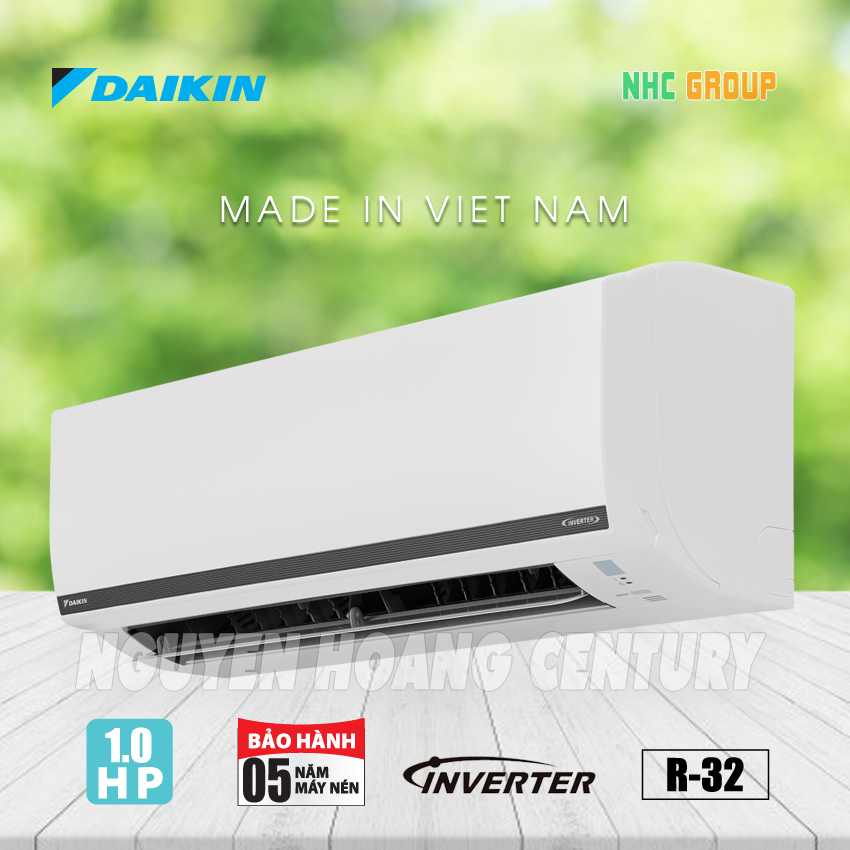 DAIKIN
NHC GROUP
MADE IN VIET NAM
INVERTER
DAIKIN
NGUYEN HOANG CENTURY
1.0
HP
BẢO HÀNH
05 NĂM
MÁY NÉN
INVERTER
R-32